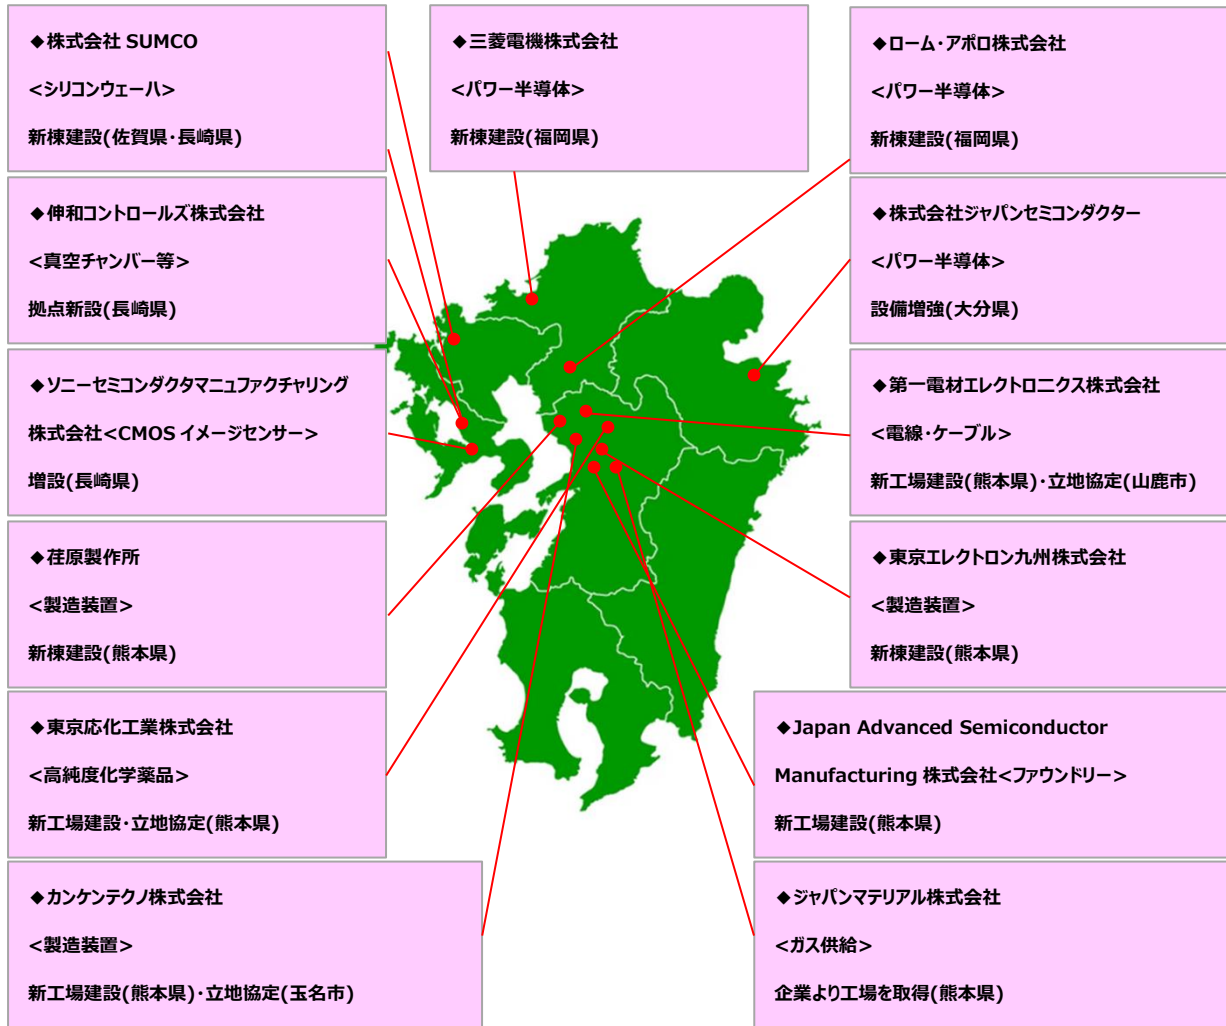 ◆株式会社 SUMCO
<シリコンウェーハ>
新棟建設(佐賀県・長崎県)
◆三菱電機株式会社
<パワー半導体>
新棟建設(福岡県)
◆ローム・アポロ株式会社
<パワー半導体>
新棟建設(福岡県)
◆伸和コントロールズ株式会社
<真空チャンバー等>
拠点新設(長崎県)
◆株式会社ジャパンセミコンダクター
<パワー半導体>
設備増強(大分県)
◆ソニーセミコンダクタマニュファクチャリング
株式会社<CMOS イメージセンサー>
増設(長崎県)
◆第一電材エレクトロニクス株式会社
<電線・ケーブル>
新工場建設(熊本県)・立地協定(山鹿市)
◆荏原製作所
<製造装置>
新棟建設(熊本県)
◆東京エレクトロン九州株式会社
<製造装置>
新棟建設(熊本県)
◆東京応化工業株式会社
<高純度化学薬品>
新工場建設・立地協定(熊本県)
◆Japan Advanced Semiconductor
Manufacturing 株式会社<ファウンドリー>
新工場建設(熊本県)
◆カンケンテクノ株式会社
<製造装置>
新工場建設(熊本県)・立地協定(玉名市)
◆ジャパンマテリアル株式会社
<ガス供給>
企業より工場を取得(熊本県)